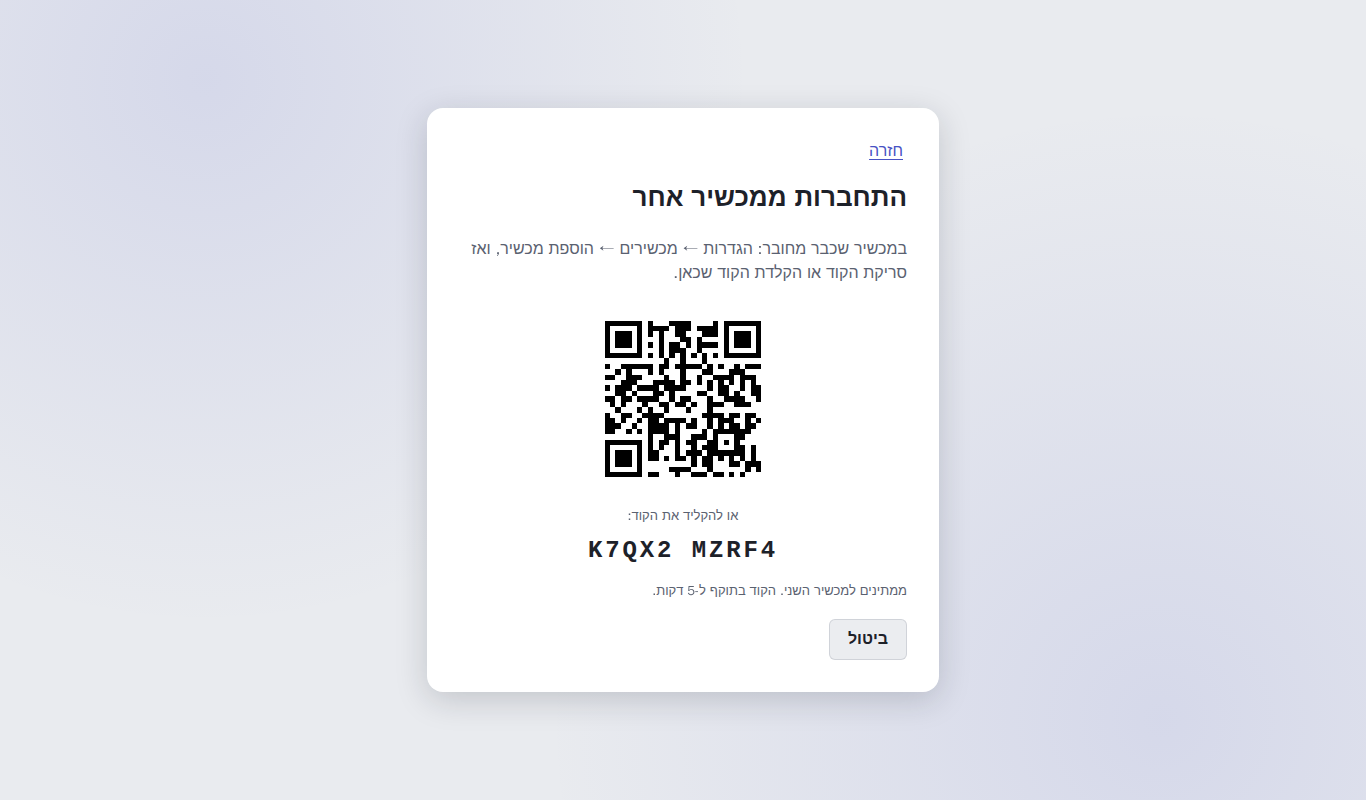 חזרה
התחברות ממכשיר אחר
במכשיר שכבר מחובר: הגדרות ← מכשירים ← הוספת מכשיר, ואז
סריקת הקוד או הקלדת הקוד שכאן.
או להקליד את הקוד:
K7QX2 MZRF4
ממתינים למכשיר השני. הקוד בתוקף ל-5 דקות.
ביטול